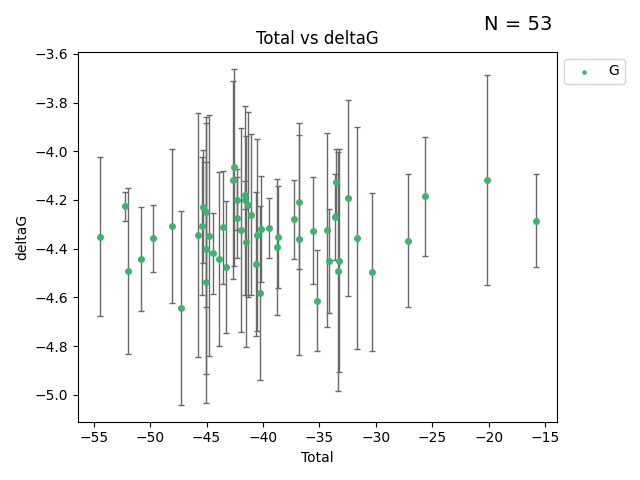 N = 53
Total vs deltaG
G
deltaG
−3.6
−3.8
−4.0
−4.2
−4.4
−4.6
−4.8
−5.0
−55 −50 −45 −40 −35 −30 −25 −20 −15
Total